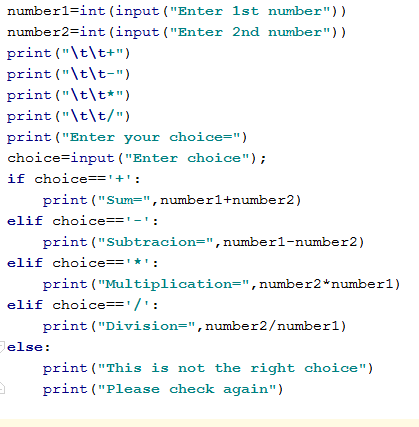 number1=int(input("Enter 1st number"))
number2=int(input("Enter 2nd number"))
print("\t\t+")
print("\t\t-")
print("\t\t*")
print("\t\t/")
print("Enter your choice=")
choice=input("Enter choice");
if choice=='+':
    print("Sum=",number1+number2)
elif choice=='-':
    print("Subtracion=",number1-number2)
elif choice=='*':
    print("Multiplication=",number2*number1)
elif choice=='/':
    print("Division=",number2/number1)
else:
    print("This is not the right choice")
    print("Please check again")